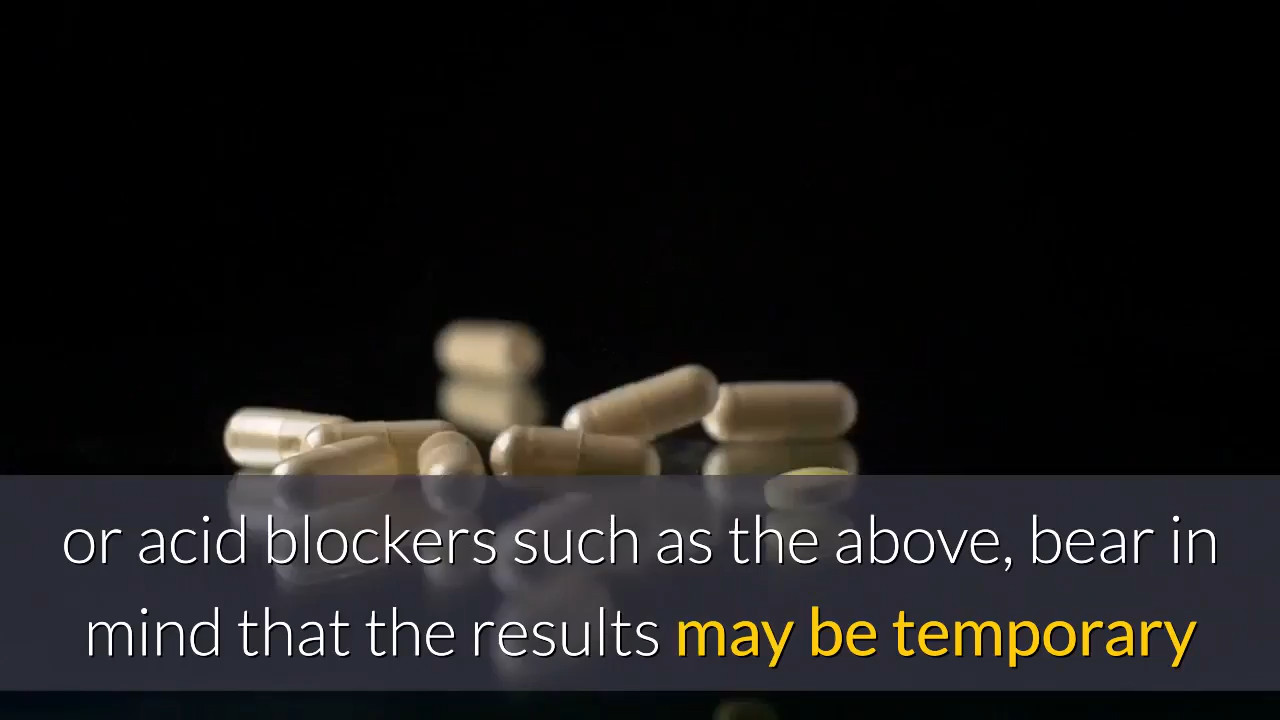 or acid blockers such as the above, bear in
mind that the results may be temporary